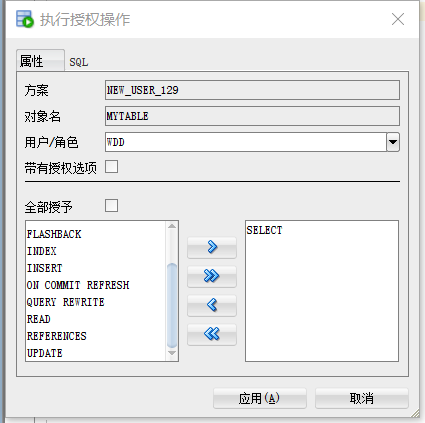 执行授权操作
属性 SQL
方案 NEW_USER_129
对象名 MYTABLE
用户/角色 WDD
带有授权选项
全部授予
FLASHBACK
INDEX
INSERT
ON COMMIT REFRESH
QUERY REWRITE
READ
REFERENCES
UPDATE
SELECT
应用(A) 取消